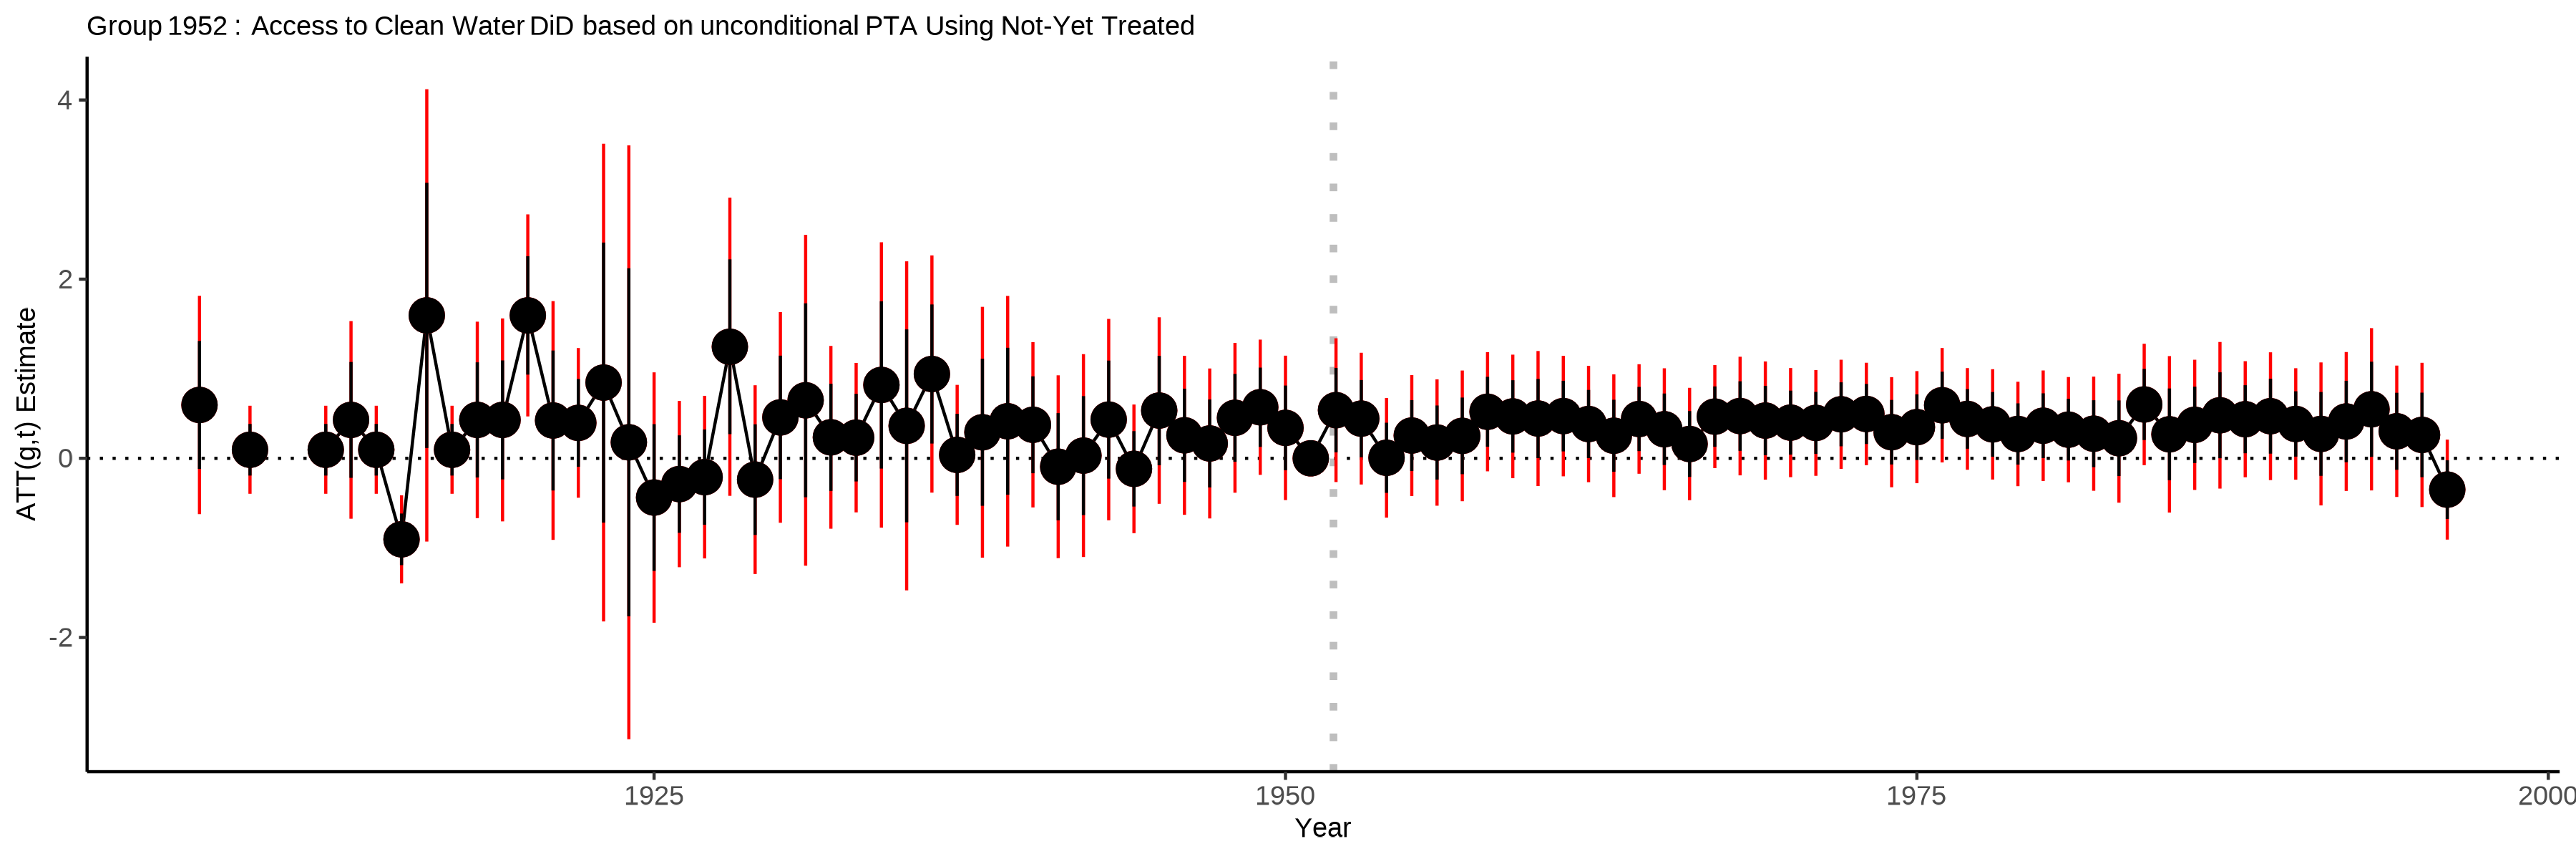 Group 1952 : Access to Clean Water DiD based on unconditional PTA Using Not-Yet Treated
ATT(g,t) Estimate
4
2
0
-2
1925
1950
1975
2000
Year